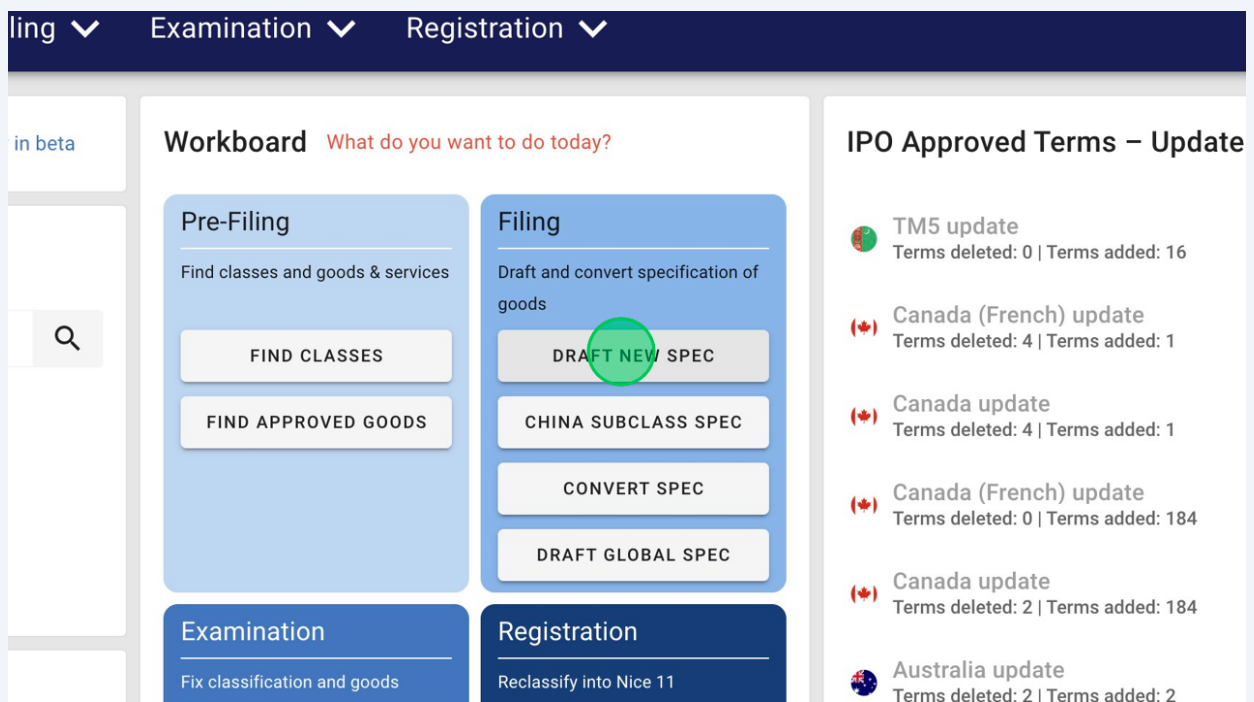 ling
Examination
Registration
in beta
Workboard What do you want to do today?
Pre-Filing
Find classes and goods & services
FIND CLASSES
FIND APPROVED GOODS
Filing
Draft and convert specification of
goods
DRAFT NEW SPEC
CHINA SUBCLASS SPEC
CONVERT SPEC
DRAFT GLOBAL SPEC
Examination
Fix classification and goods
Registration
Reclassify into Nice 11
IPO Approved Terms – Update
TM5 update
Terms deleted: 0 | Terms added: 16
Canada (French) update
Terms deleted: 4 | Terms added: 1
Canada update
Terms deleted: 4 | Terms added: 1
Canada (French) update
Terms deleted: 0 | Terms added: 184
Canada update
Terms deleted: 2 | Terms added: 184
Australia update
Terms deleted: 2 | Terms added: 2